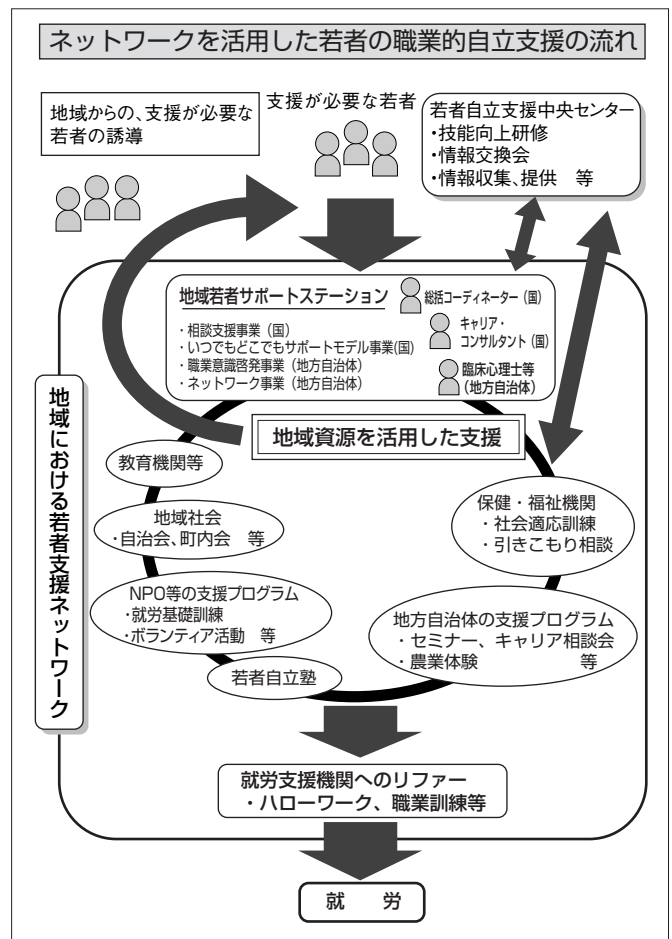 ネットワークを活用した若者の職業的自立支援の流れ
地域からの、支援が必要な
若者の誘導
支援が必要な若者
若者自立支援中央センター
・技能向上研修
・情報交換会
・情報収集、提供　等
地域若者サポートステーション
・相談支援事業（国）
・いつでもどこでもサポートモデル事業(国)
・職業意識啓発事業（地方自治体）
・ネットワーク事業（地方自治体）
総括コーディネーター（国）
キャリア・
コンサルタント（国）
臨床心理士等
（地方自治体）
地域における若者支援ネットワーク
地域資源を活用した支援
教育機関等
地域社会
・自治会、町内会　等
NPO等の支援プログラム
・就労基礎訓練
・ボランティア活動　等
若者自立塾
保健・福祉機関
・社会適応訓練
・引きこもり相談
地方自治体の支援プログラム
・セミナー、キャリア相談会
・農業体験　　　　等
就労支援機関へのリファー
・ハローワーク、職業訓練等
就　労